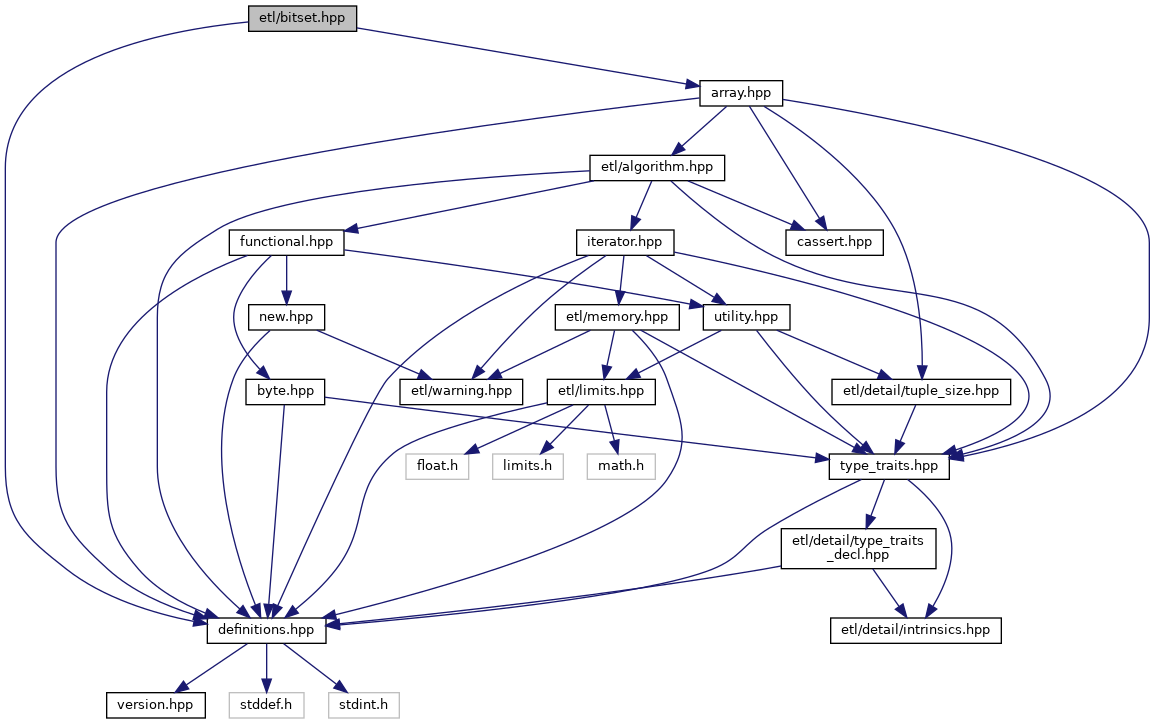 etl/bitset.hpp
array.hpp
etl/algorithm.hpp
functional.hpp
iterator.hpp
cassert.hpp
new.hpp
etl/memory.hpp
utility.hpp
byte.hpp
etl/warning.hpp
etl/limits.hpp
etl/detail/tuple_size.hpp
float.h
limits.h
math.h
type_traits.hpp
etl/detail/type_traits
_decl.hpp
definitions.hpp
etl/detail/intrinsics.hpp
version.hpp
stddef.h
stdint.h